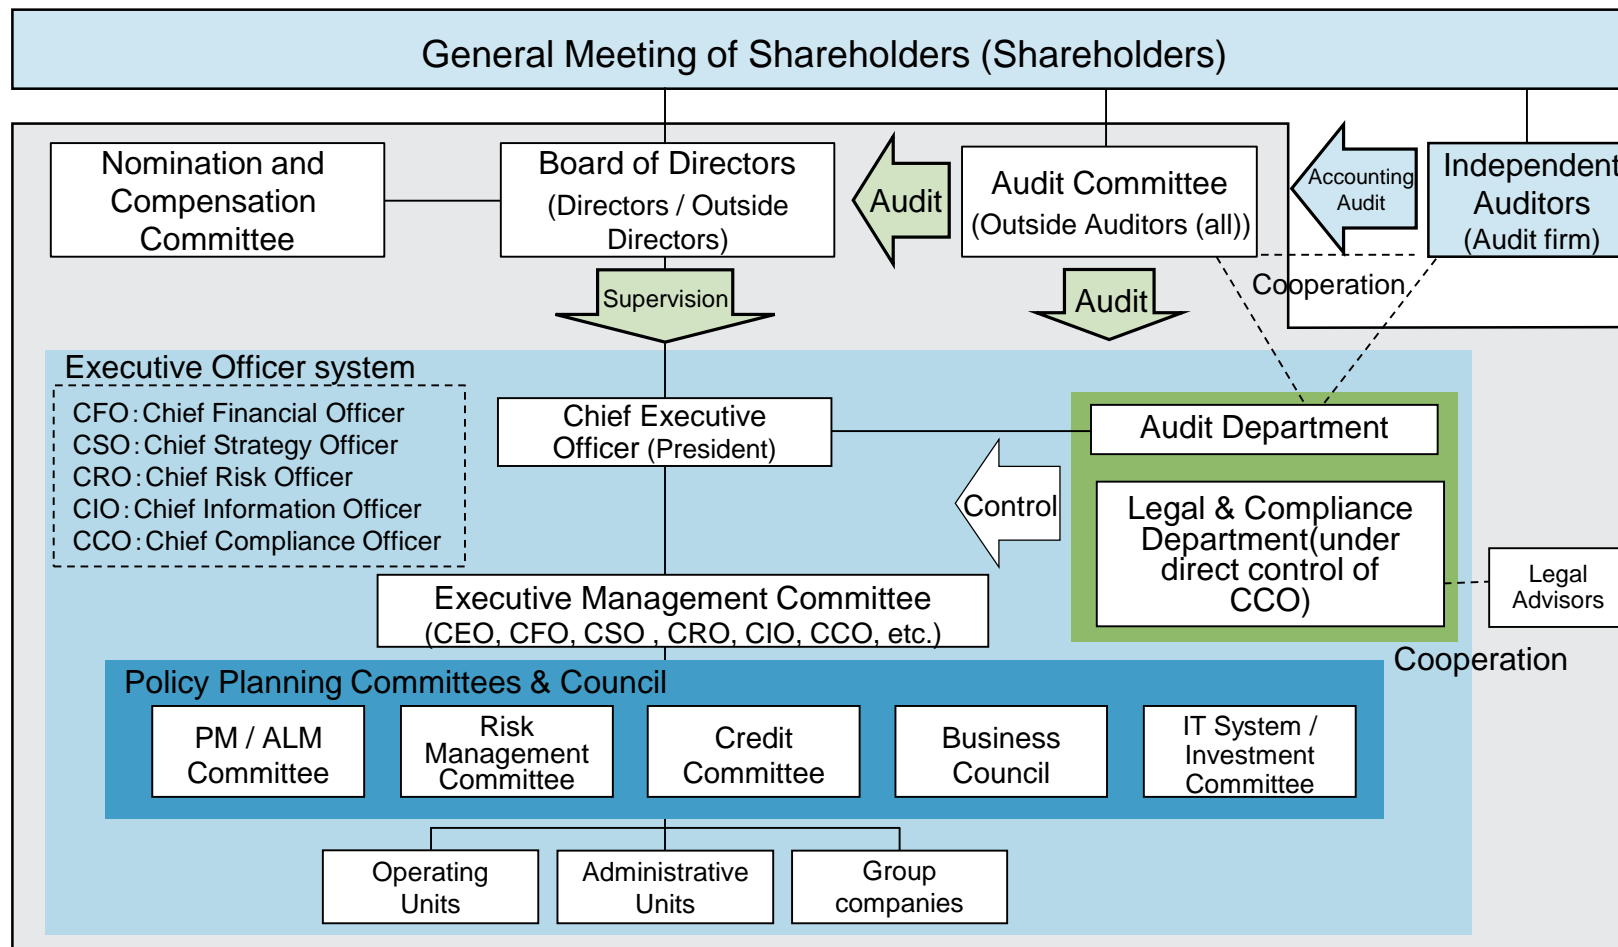 General Meeting of Shareholders (Shareholders)
Nomination and
Compensation
Committee
Board of Directors
(Directors / Outside
Directors)
Audit
Audit Committee
(Outside Auditors (all))
Accounting
Audit
Independent
Auditors
(Audit firm)
Supervision
Audit
Cooperation
Executive Officer system
CFO:Chief Financial Officer
CSO:Chief Strategy Officer
CRO:Chief Risk Officer
CIO:Chief Information Officer
CCO:Chief Compliance Officer
Chief Executive
Officer (President)
Audit Department
Control
Legal & Compliance
Department(under
direct control of
CCO)
Legal
Advisors
Cooperation
Executive Management Committee
(CEO, CFO, CSO , CRO, CIO, CCO, etc.)
Policy Planning Committees & Council
PM / ALM
Committee
Risk
Management
Committee
Credit
Committee
Business
Council
IT System /
Investment
Committee
Operating
Units
Administrative
Units
Group
companies